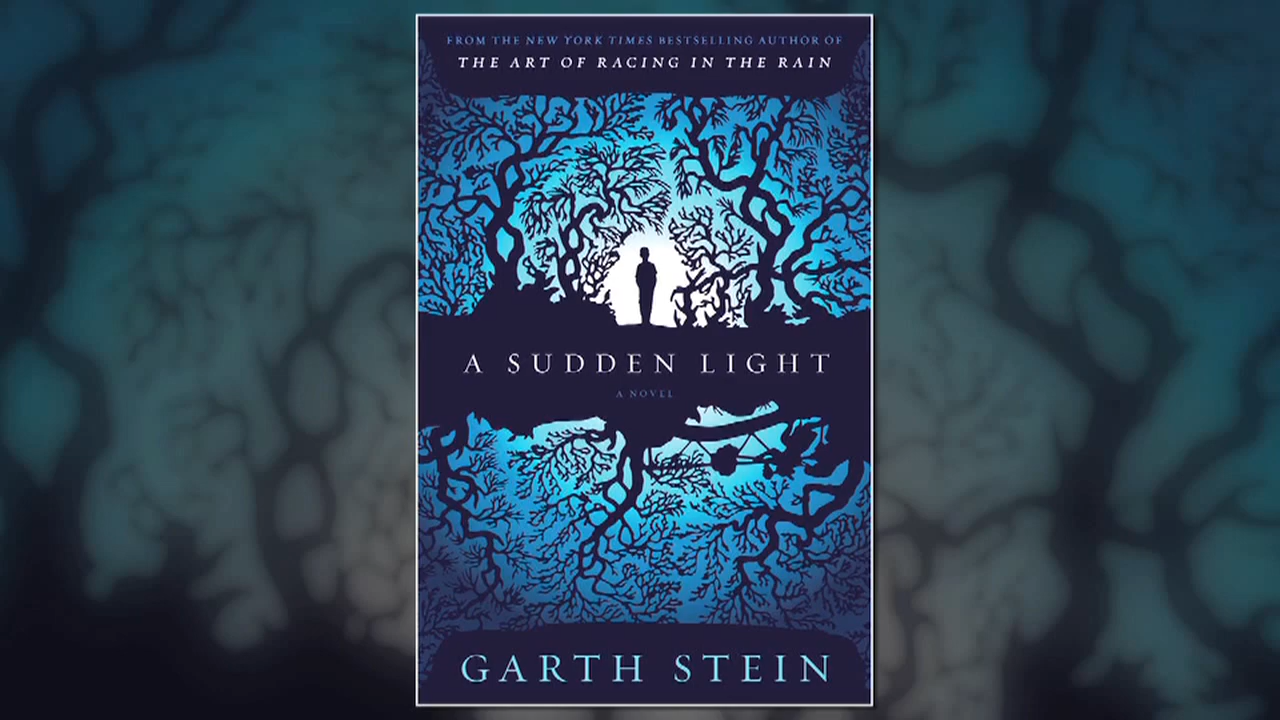 FROM THE NEW YORK TIMES BESTSELLING AUTHOR OF
THE ART OF RACING IN THE RAIN
A SUDDEN LIGHT
A NOVEL
GARTH STEIN